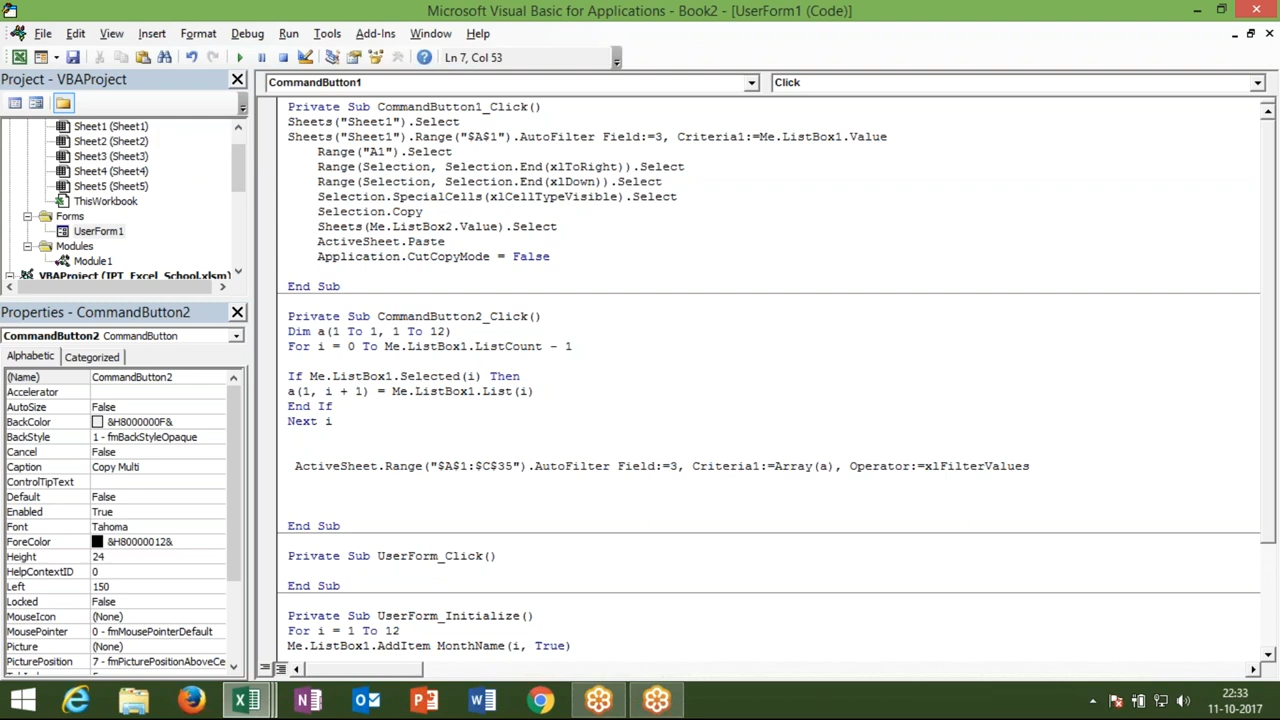 Microsoft Visual Basic for Applications - Book2 - [UserForm1 (Code)]
File Edit View Insert Format Debug Run Tools Add-Ins Window Help
Ln 7, Col 53
Project - VBAProject
CommandButton1
Click
Sheet1 (Sheet1)
Sheet2 (Sheet2)
Sheet3 (Sheet3)
Sheet4 (Sheet4)
Sheet5 (Sheet5)
ThisWorkbook
Forms
UserForm1
Modules
Module1
VBAProject (IPT_Excel_School.xlsm)
Properties - CommandButton2
CommandButton2 CommandButton
Alphabetic Categorized
(Name) CommandButton2
Accelerator
AutoSize False
BackColor &H8000000F&
BackStyle 1 - fmBackStyleOpaque
Cancel False
Caption Copy Multi
ControlTipText
Default False
Enabled True
Font Tahoma
ForeColor &H80000012&
Height 24
HelpContextID 0
Left 150
Locked False
MouseIcon (None)
MousePointer 0 - fmMousePointerDefault
Picture (None)
PicturePosition 7 - fmPicturePositionAboveCe
Private Sub CommandButton1_Click()
Sheets("Sheet1").Select
Sheets("Sheet1").Range("$A$1").AutoFilter Field:=3, Criteria1:=Me.ListBox1.Value
Range("A1").Select
Range(Selection, Selection.End(xlToRight)).Select
Range(Selection, Selection.End(xlDown)).Select
Selection.SpecialCells(xlCellTypeVisible).Select
Selection.Copy
Sheets(Me.ListBox2.Value).Select
ActiveSheet.Paste
Application.CutCopyMode = False
End Sub
Private Sub CommandButton2_Click()
Dim a(1 To 1, 1 To 12)
For i = 0 To Me.ListBox1.ListCount - 1
If Me.ListBox1.Selected(i) Then
a(1, i + 1) = Me.ListBox1.List(i)
End If
Next i
ActiveSheet.Range("$A$1:$C$35").AutoFilter Field:=3, Criteria1:=Array(a), Operator:=xlFilterValues
End Sub
Private Sub UserForm_Click()
End Sub
Private Sub UserForm_Initialize()
For i = 1 To 12
Me.ListBox1.AddItem MonthName(i, True)
22:33
11-10-2017